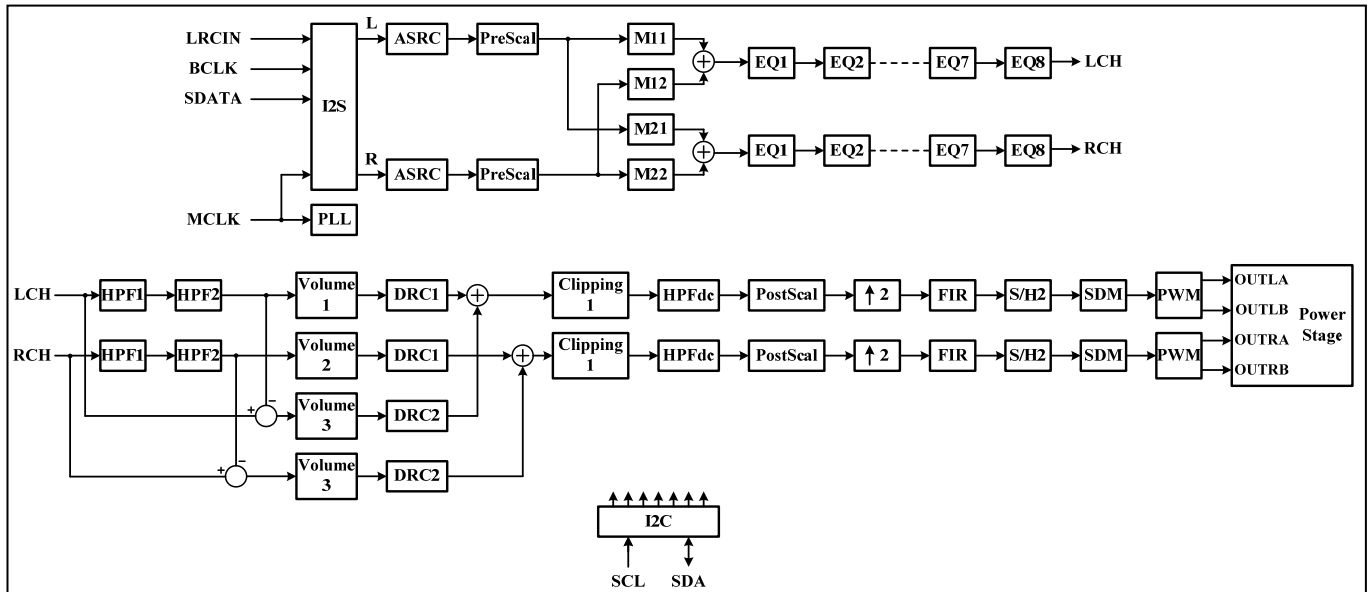 L
LRCIN
BCLK
SDATA
MCLK
I2S
R
PLL
ASRC PreScal
M11
M12
M21
M22
+
EQ1 EQ2 EQ7 EQ8 LCH
ASRC PreScal
+
EQ1 EQ2 EQ7 EQ8 RCH
LCH HPF1 HPF2
Volume
1
DRC1 +
Clipping
1
HPFdc PostScal ↑2 FIR S/H2 SDM PWM
OUTLA
OUTLB
RCH HPF1 HPF2
Volume
2
DRC1 +
Clipping
1
HPFdc PostScal ↑2 FIR S/H2 SDM PWM
OUTRA
OUTRB
Power
Stage
+ −
Volume
3
DRC2
+ −
Volume
3
DRC2
I2C
SCL SDA